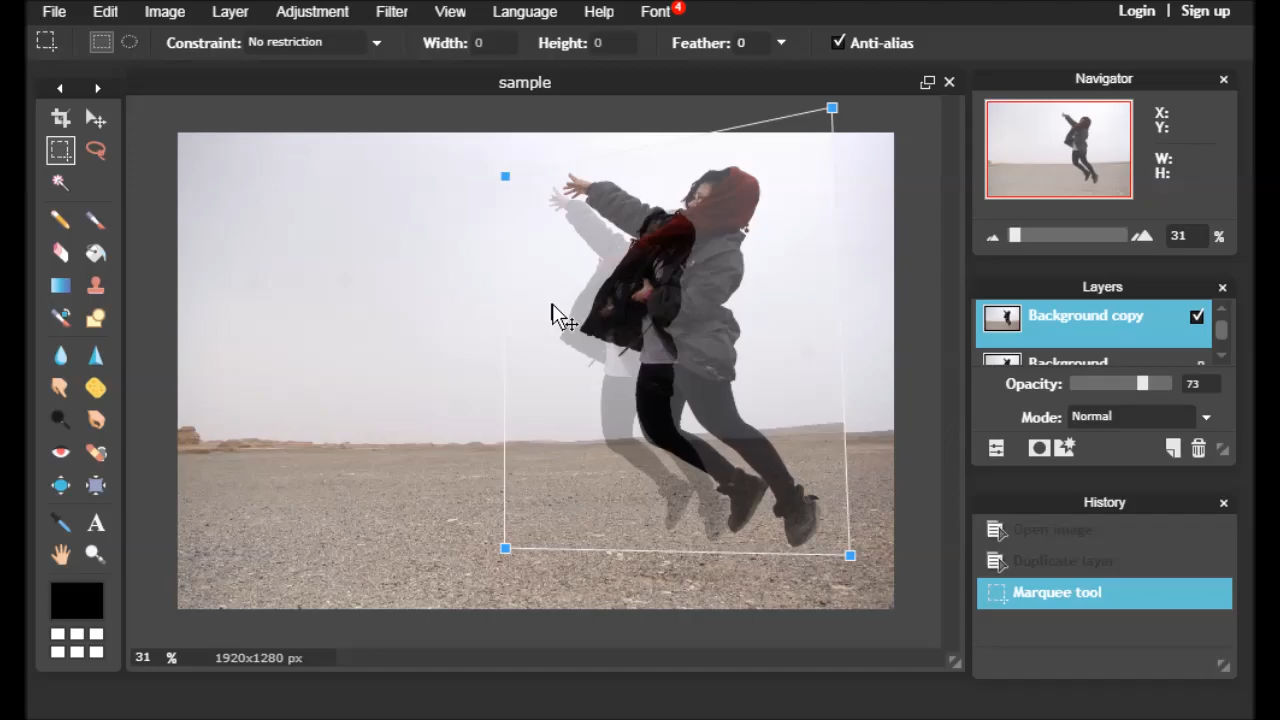 File Edit Image Layer Adjustment Filter View Language Help Font 4 Login | Sign up
Constraint: No restriction Width: 0 Height: 0 Feather: 0 Anti-alias
sample
Navigator
X:
Y:
W:
H:
31 %
Layers
Background copy
Background
Opacity: 73
Mode: Normal
History
Open image
Duplicate layer
Marquee tool
A
31 % 1920x1280 px